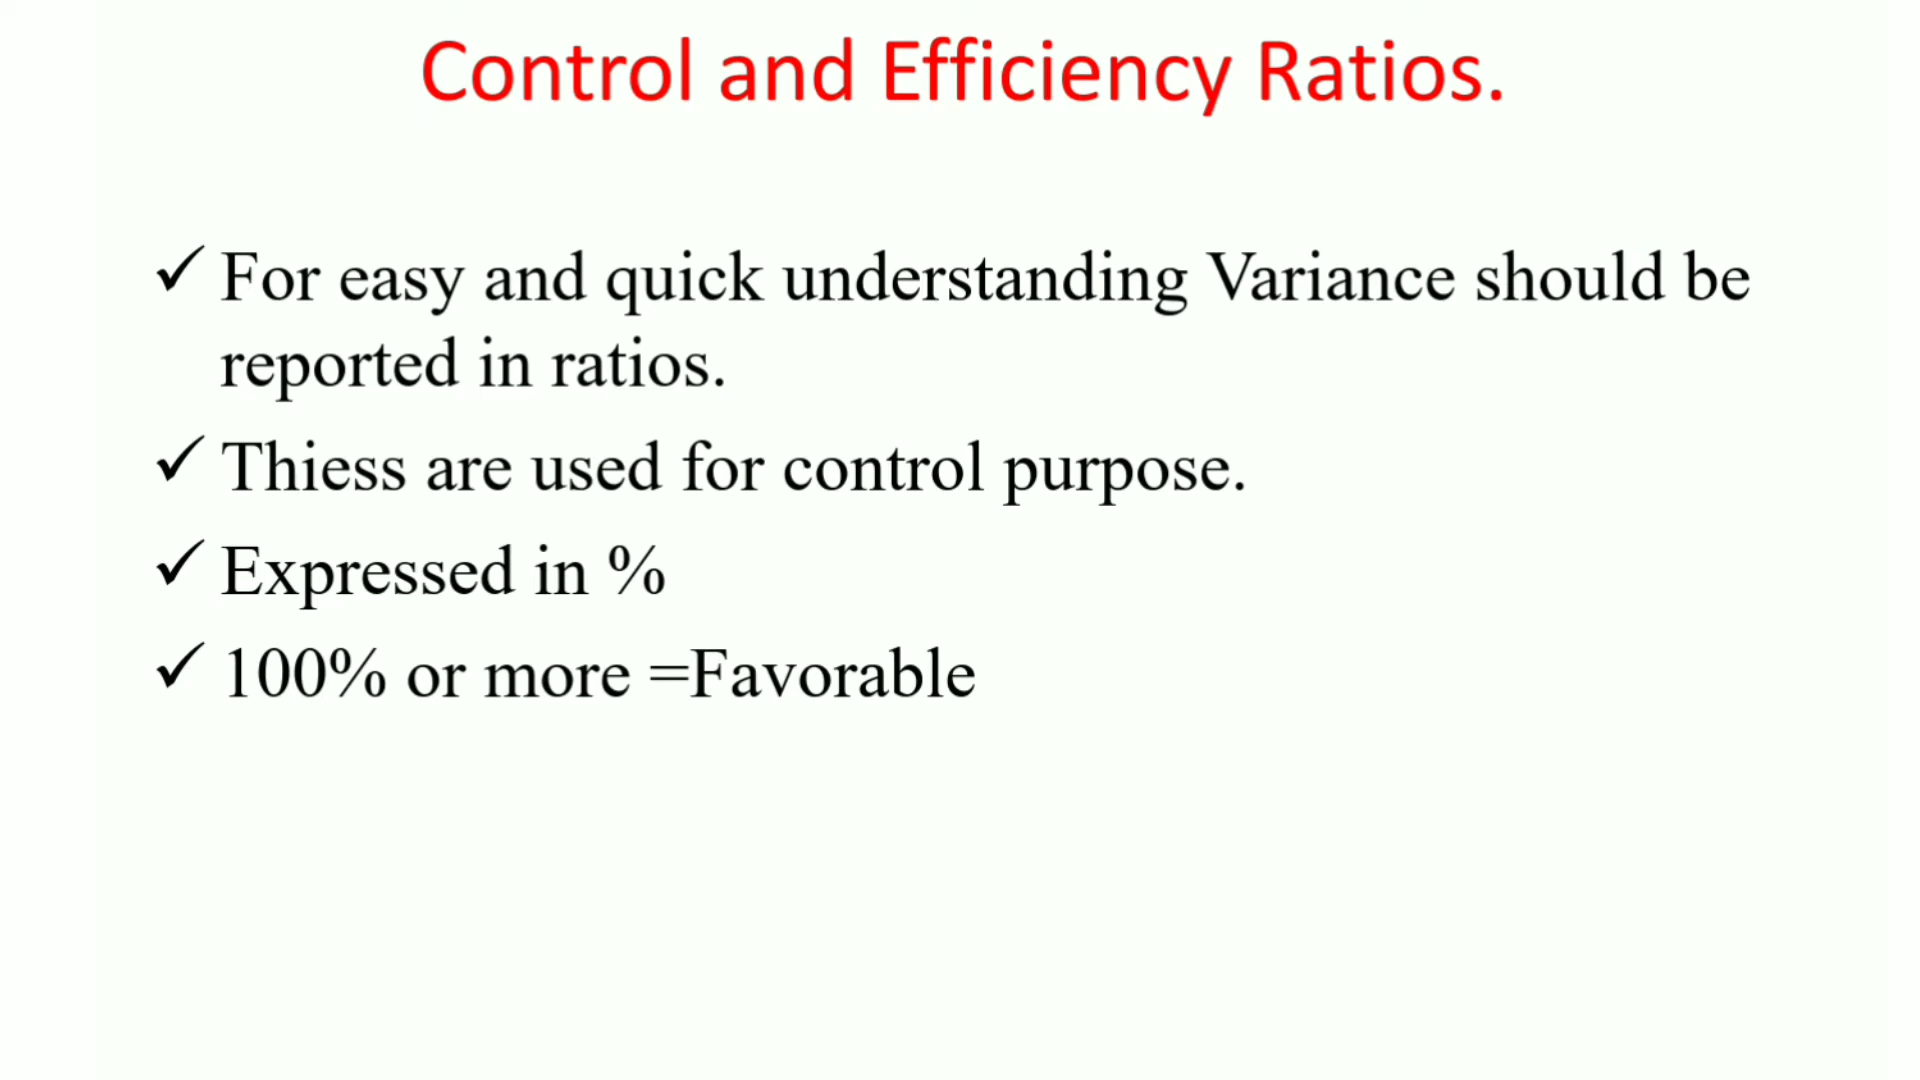 Control and Efficiency Ratios.
✓ For easy and quick understanding Variance should be
reported in ratios.
✓ Thiess are used for control purpose.
✓ Expressed in %
✓ 100% or more =Favorable